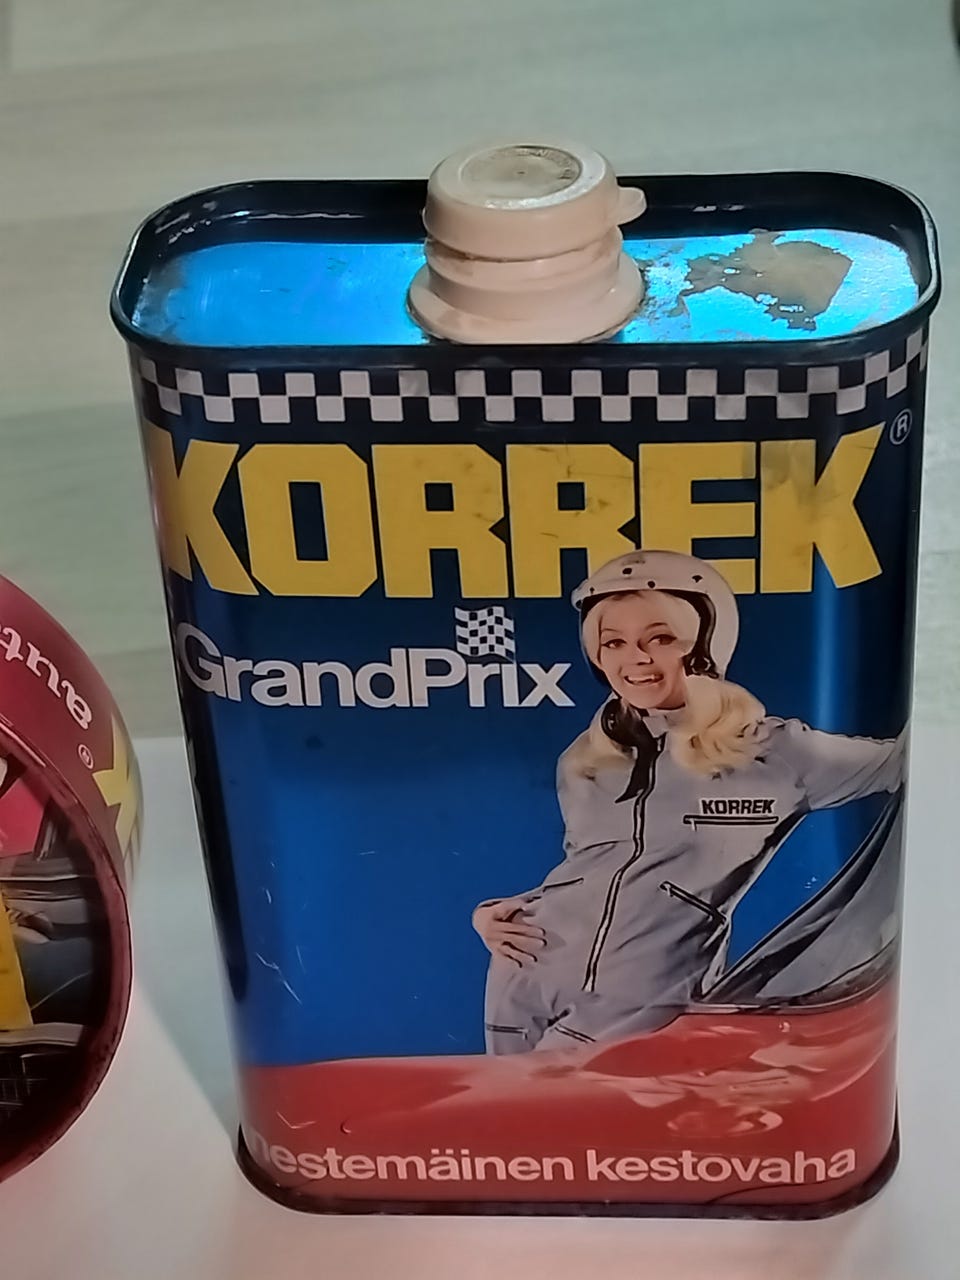 KORREK ®
GrandPrix
KORREK
nestemäinen kestovaha
®